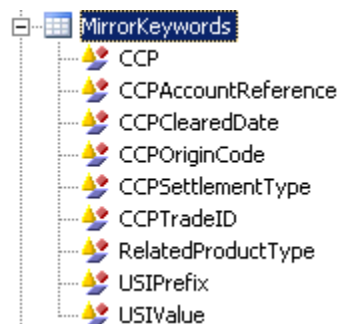 MirrorKeywords
CCP
CCPAccountReference
CCPClearedDate
CCPOriginCode
CCPSettlementType
CCPTradeID
RelatedProductType
USIPrefix
USIValue